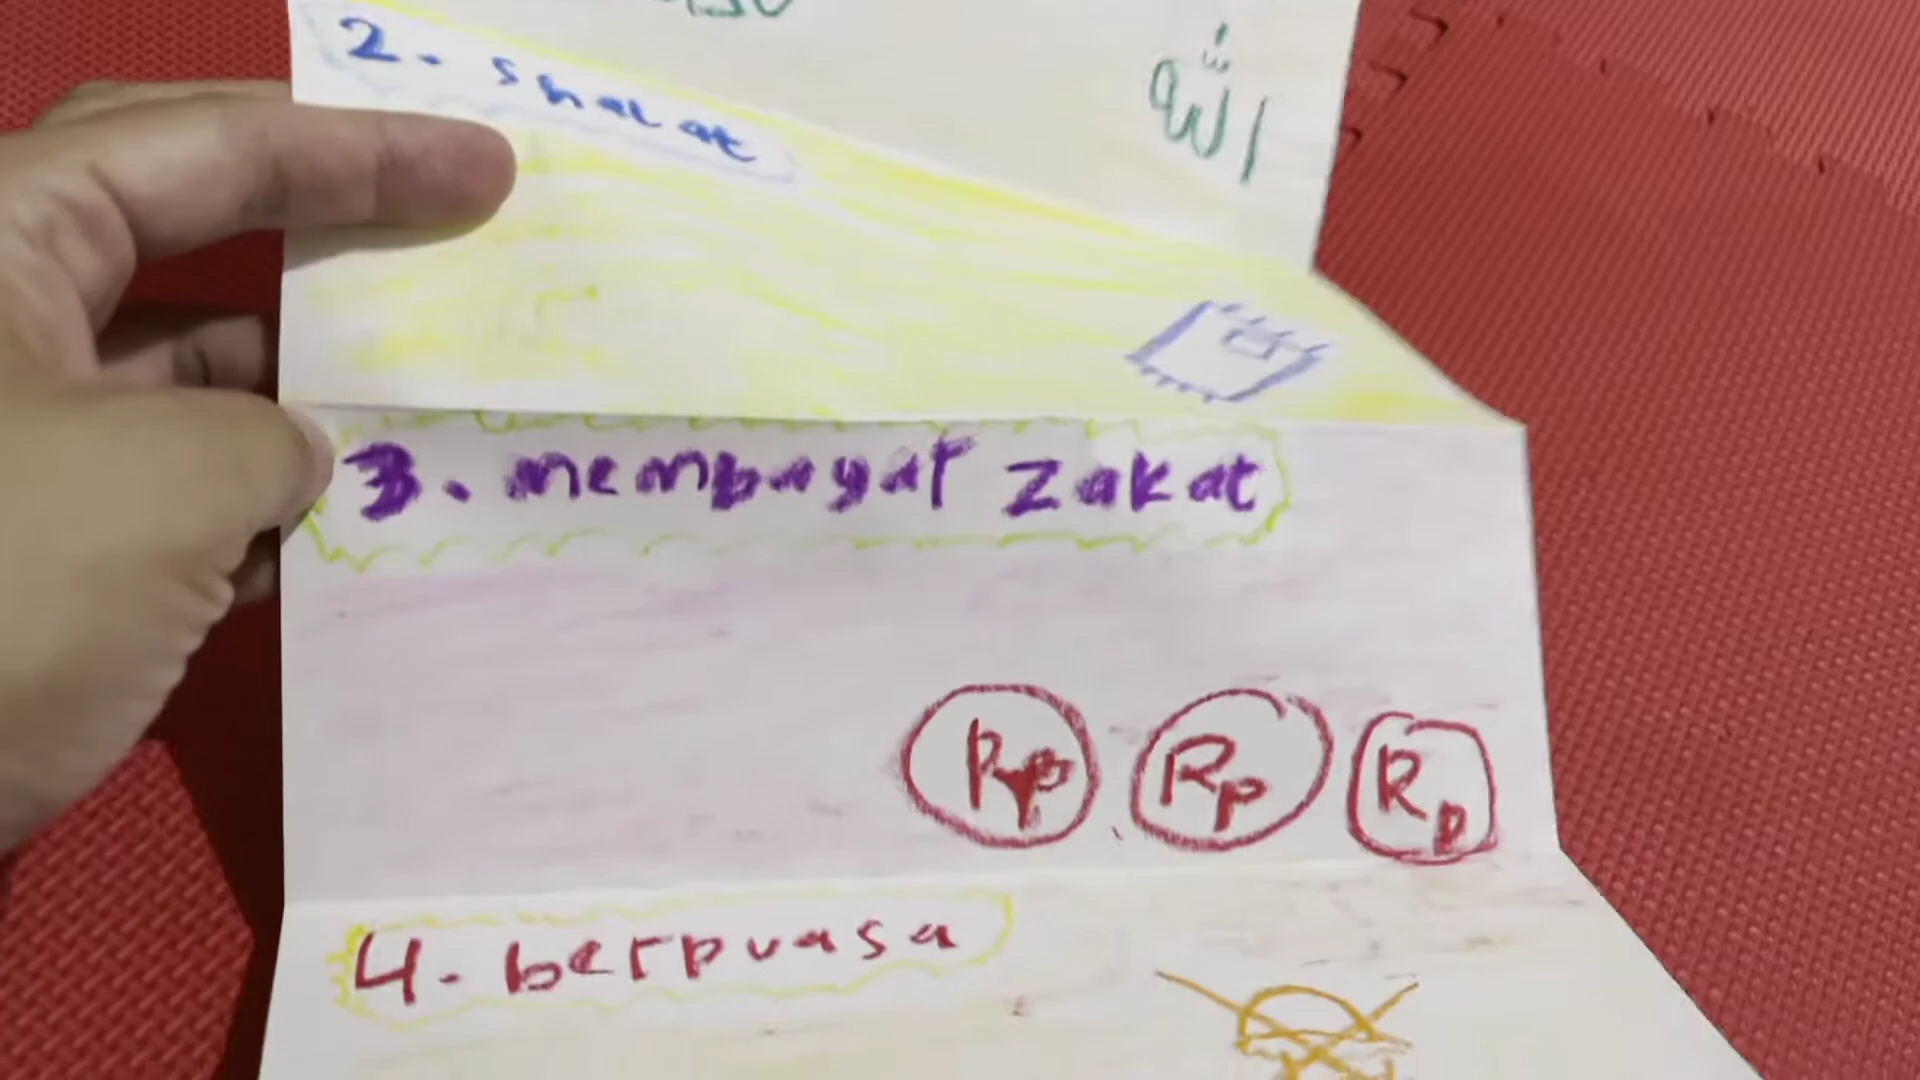 الله
2. shalat
3. membayar zakat
Rp Rp Rp
4. berpuasa